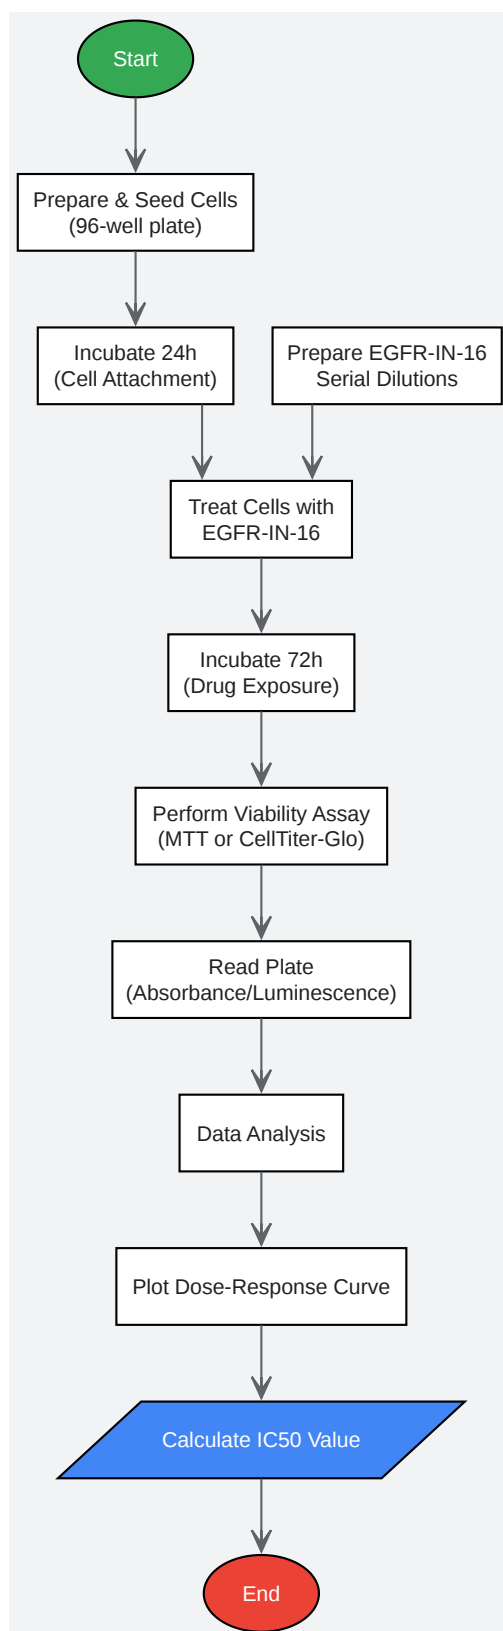 Start
Prepare & Seed Cells
(96-well plate)
Incubate 24h
(Cell Attachment)
Prepare EGFR-IN-16
Serial Dilutions
Treat Cells with
EGFR-IN-16
Incubate 72h
(Drug Exposure)
Perform Viability Assay
(MTT or CellTiter-Glo)
Read Plate
(Absorbance/Luminescence)
Data Analysis
Plot Dose-Response Curve
Calculate IC50 Value
End